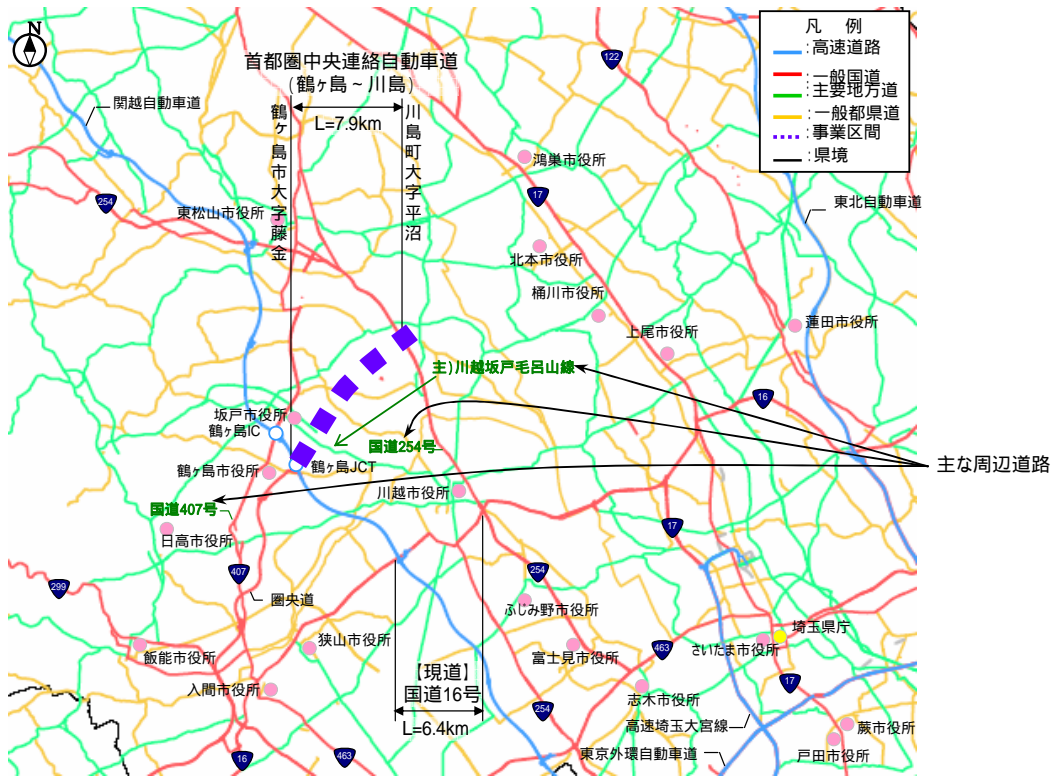 N
首都圏中央連絡自動車道
(鶴ヶ島～川島)
L=7.9km
鶴ヶ島市大字藤金
川島町大字平沼
凡　例
:高速道路
:一般国道
:主要地方道
:一般都県道
:事業区間
:県境
122
関越自動車道
254
東松山市役所
鴻巣市役所
17
東北自動車道
北本市役所
桶川市役所
上尾市役所
蓮田市役所
主)川越坂戸毛呂山線
16
坂戸市役所
鶴ヶ島IC
国道254号
鶴ヶ島市役所
鶴ヶ島JCT
主な周辺道路
川越市役所
国道407号
日高市役所
17
299
407
圏央道
254
ふじみ野市役所
飯能市役所
狭山市役所
富士見市役所
463
さいたま市役所
埼玉県庁
入間市役所
【現道】
国道16号
L=6.4km
志木市役所
17
254
高速埼玉大宮線
蕨市役所
戸田市役所
東京外環自動車道
16
463